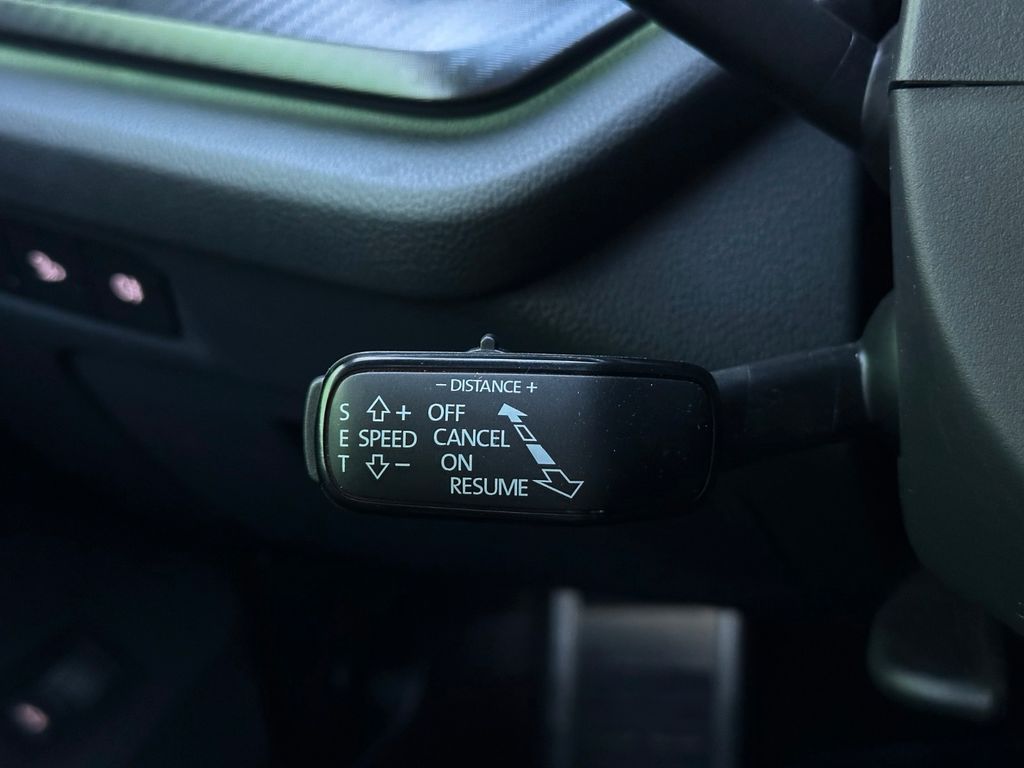 − DISTANCE +
S + OFF
E SPEED CANCEL
T − ON
RESUME